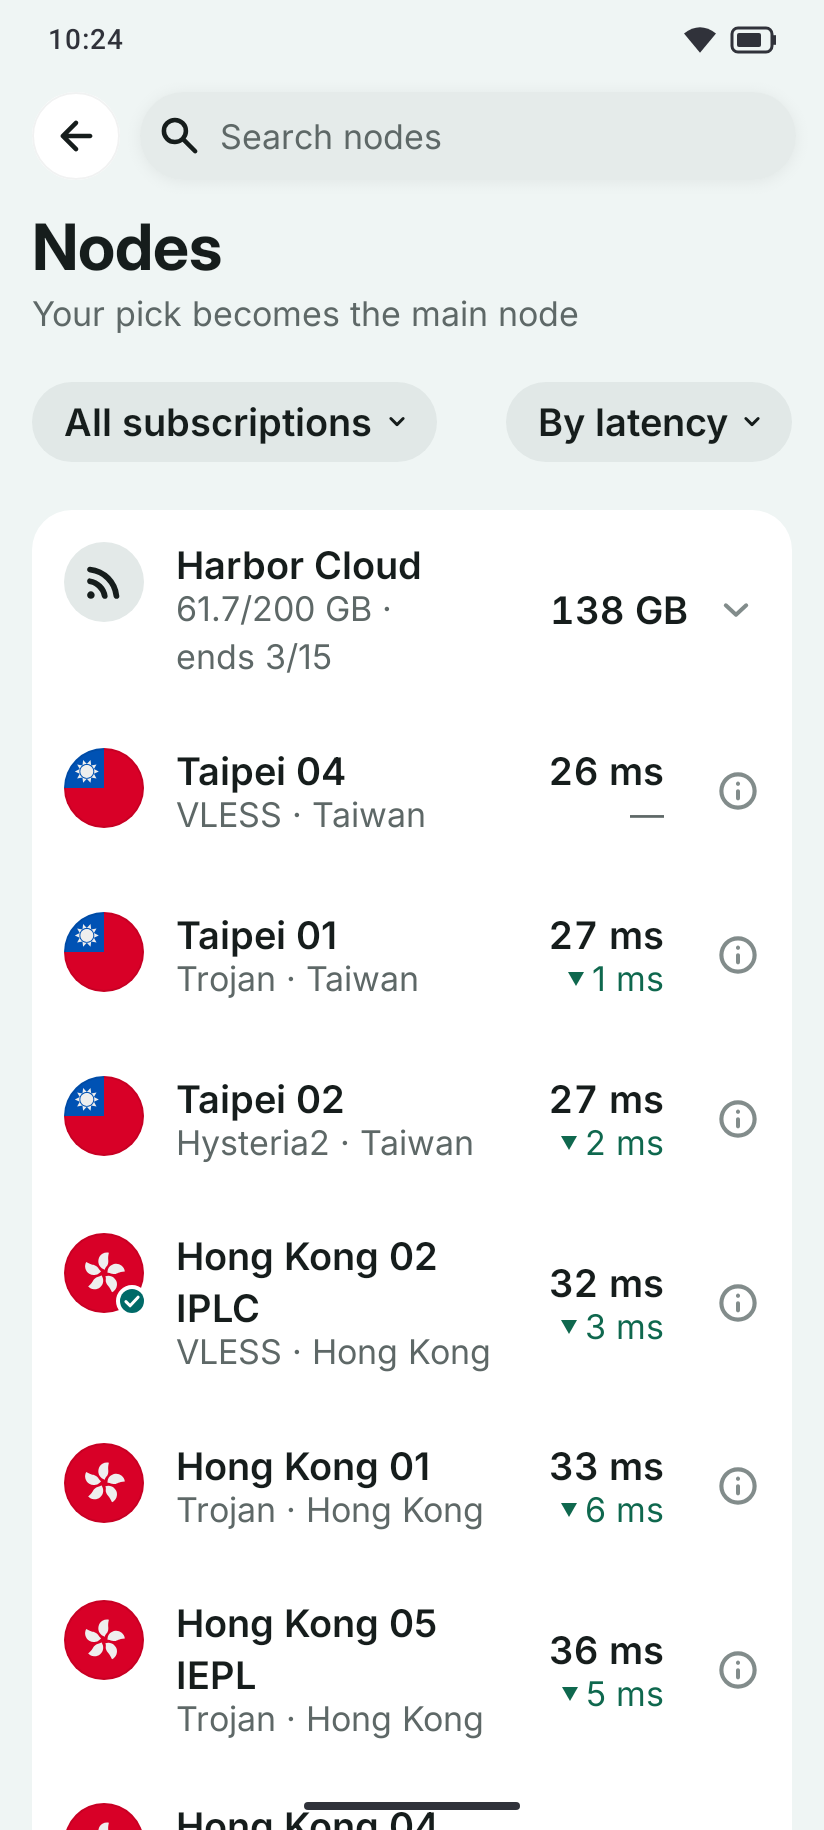 10:24
Search nodes
Nodes
Your pick becomes the main node
All subscriptions
By latency
Harbor Cloud
61.7/200 GB ·
ends 3/15
138 GB
Taipei 04
VLESS · Taiwan
26 ms
—
Taipei 01
Trojan · Taiwan
27 ms
▼1 ms
Taipei 02
Hysteria2 · Taiwan
27 ms
▼2 ms
Hong Kong 02
IPLC
VLESS · Hong Kong
32 ms
▼3 ms
Hong Kong 01
Trojan · Hong Kong
33 ms
▼6 ms
Hong Kong 05
IEPL
Trojan · Hong Kong
36 ms
▼5 ms
Hong Kong 04